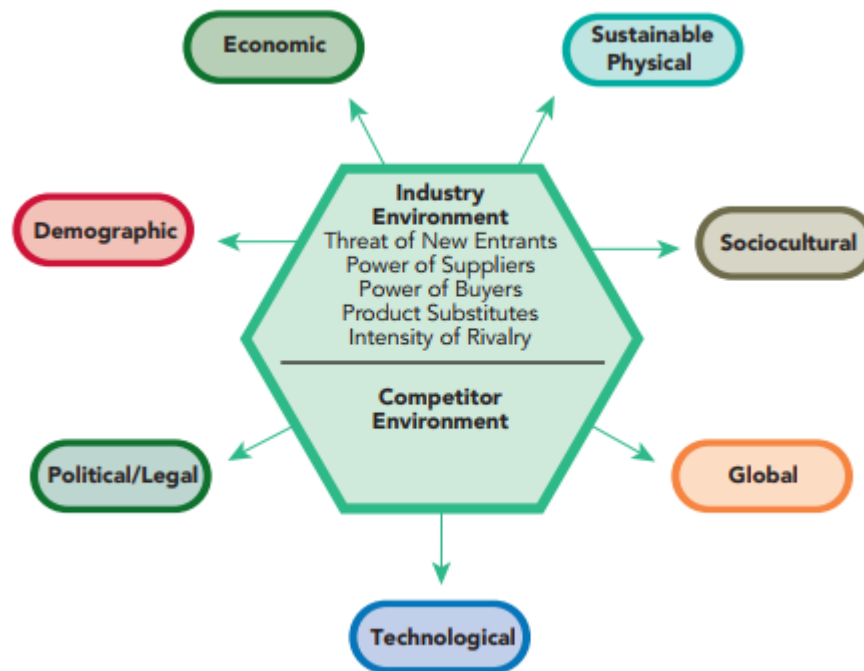 Economic
Sustainable
Physical
Industry
Environment
Threat of New Entrants
Power of Suppliers
Power of Buyers
Product Substitutes
Intensity of Rivalry
Demographic
Sociocultural
Competitor
Environment
Political/Legal
Global
Technological